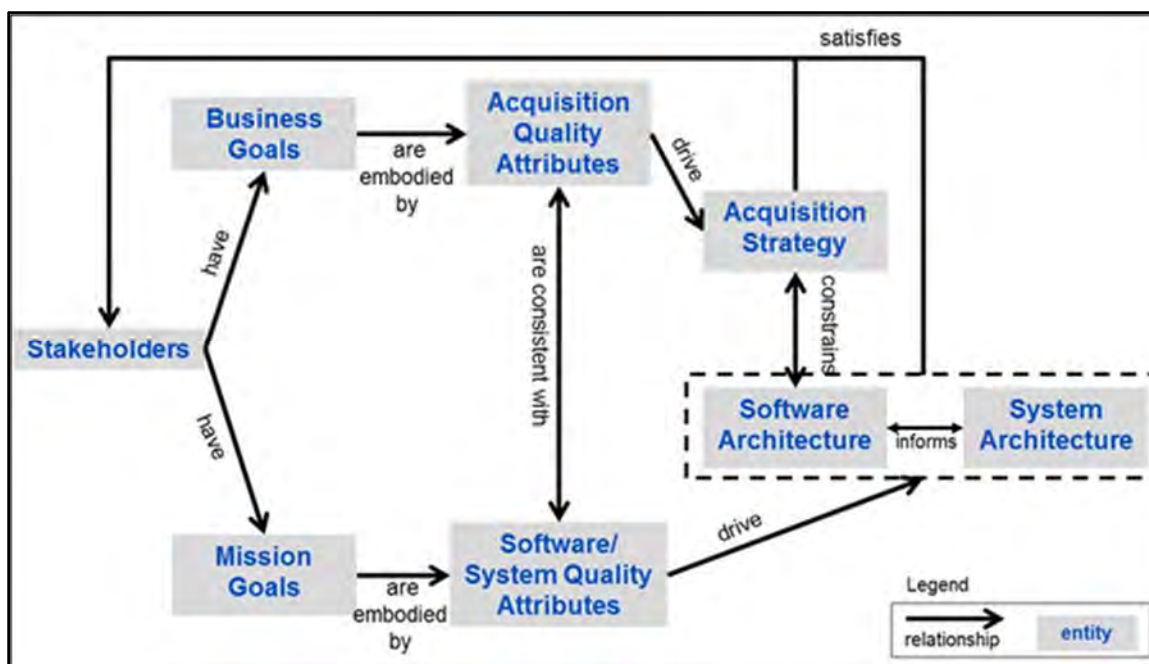 satisfies
Business
Goals
are
embodied
by
Acquisition
Quality
Attributes
drive
Acquisition
Strategy
have
are consistent with
constrains
Stakeholders
have
Software
Architecture
informs
System
Architecture
Mission
Goals
are
embodied
by
Software/
System Quality
Attributes
drive
Legend
relationship
entity